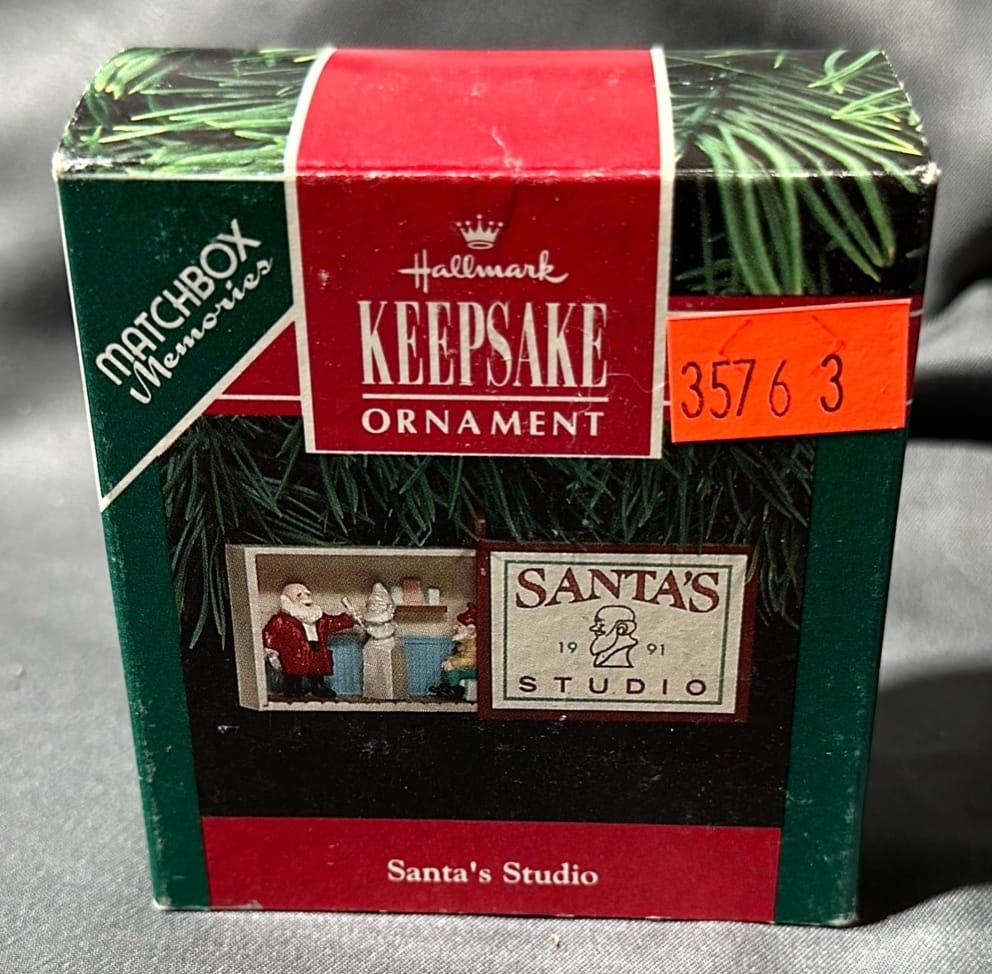 MATCHBOX
Memories
Hallmark
KEEPSAKE
ORNAMENT
3576 3
SANTA'S
19 91
STUDIO
Santa's Studio